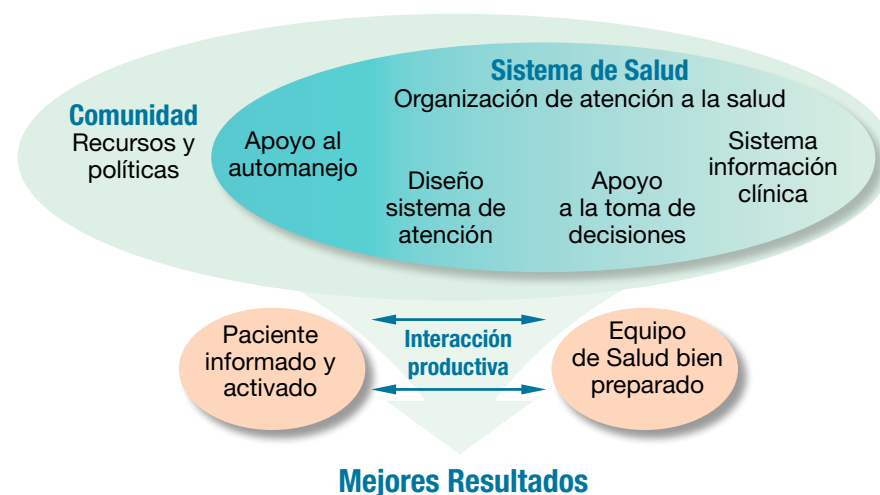 Sistema de Salud
Organización de atención a la salud
Comunidad
Recursos y
políticas
Apoyo al
automanejo
Diseño
sistema de
atención
Apoyo
a la toma de
decisiones
Sistema
información
clínica
Paciente
informado y
activado
Interacción
productiva
Equipo
de Salud bien
preparado
Mejores Resultados